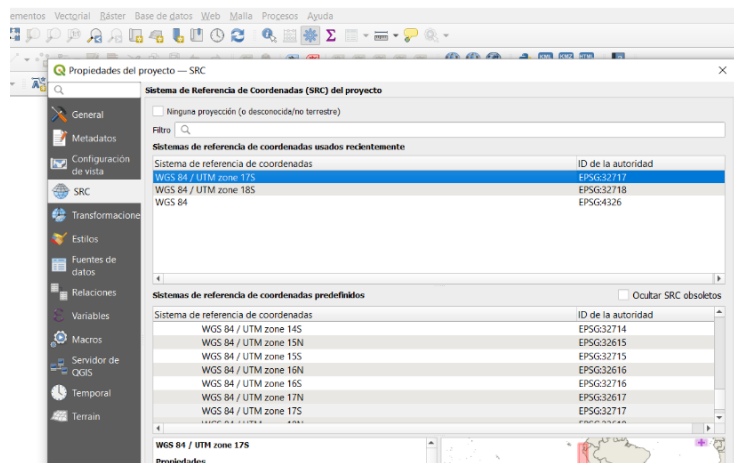 ementos Vectorial Ráster Base de datos Web Malla Procesos Ayuda
Propiedades del proyecto — SRC
Sistema de Referencia de Coordenadas (SRC) del proyecto
General
Metadatos
Configuración de vista
SRC
Transformacione
Estilos
Fuentes de datos
Relaciones
Variables
Macros
Servidor de QGIS
Temporal
Terrain
Ninguna proyección (o desconocida/no terrestre)
Filtro
Sistemas de referencia de coordenadas usados recientemente
Sistema de referencia de coordenadas ID de la autoridad
WGS 84 / UTM zone 17S EPSG:32717
WGS 84 / UTM zone 18S EPSG:32718
WGS 84 EPSG:4326
Sistemas de referencia de coordenadas predefinidos Ocultar SRC obsoletos
Sistema de referencia de coordenadas ID de la autoridad
WGS 84 / UTM zone 14S EPSG:32714
WGS 84 / UTM zone 15N EPSG:32615
WGS 84 / UTM zone 15S EPSG:32715
WGS 84 / UTM zone 16N EPSG:32616
WGS 84 / UTM zone 16S EPSG:32716
WGS 84 / UTM zone 17N EPSG:32617
WGS 84 / UTM zone 17S EPSG:32717
WGS 84 / UTM zone 17S
Propiedades